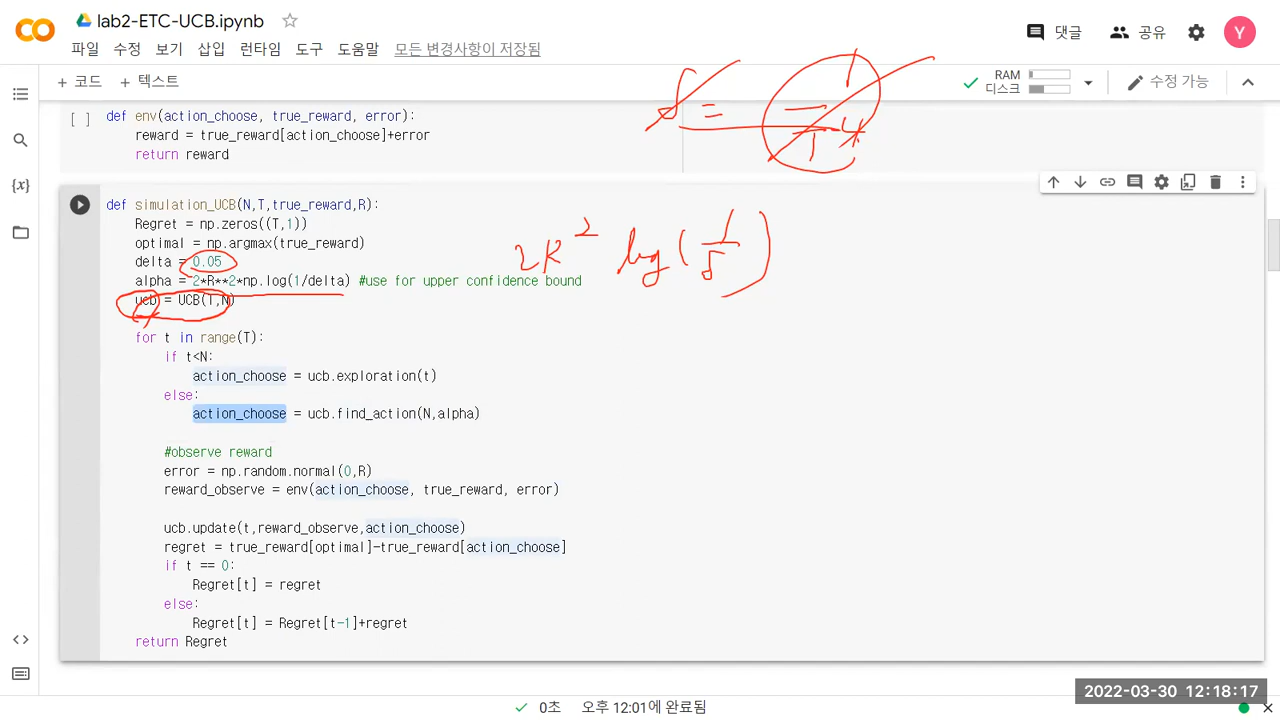 lab2-ETC-UCB.ipynb
파일 수정 보기 삽입 런타임 도구 도움말 모든 변경사항이 저장됨
댓글 공유 Y
+ 코드 + 텍스트
RAM
디스크
수정 가능
δ = 1/T^4
[ ]
def env(action_choose, true_reward, error):
reward = true_reward[action_choose]+error
return reward
{x}
def simulation_UCB(N,T,true_reward,R):
Regret = np.zeros((T,1))
optimal = np.argmax(true_reward)
delta = 0.05
2R^2 log(1/δ)
alpha = 2*R**2*np.log(1/delta) #use for upper confidence bound
ucb = UCB(T,N)
for t in range(T):
if t<N:
action_choose = ucb.exploration(t)
else:
action_choose = ucb.find_action(N,alpha)
#observe reward
error = np.random.normal(0,R)
reward_observe = env(action_choose, true_reward, error)
ucb.update(t,reward_observe,action_choose)
regret = true_reward[optimal]-true_reward[action_choose]
if t == 0:
Regret[t] = regret
else:
Regret[t] = Regret[t-1]+regret
return Regret
2022-03-30 12:18:17
0초 오후 12:01에 완료됨